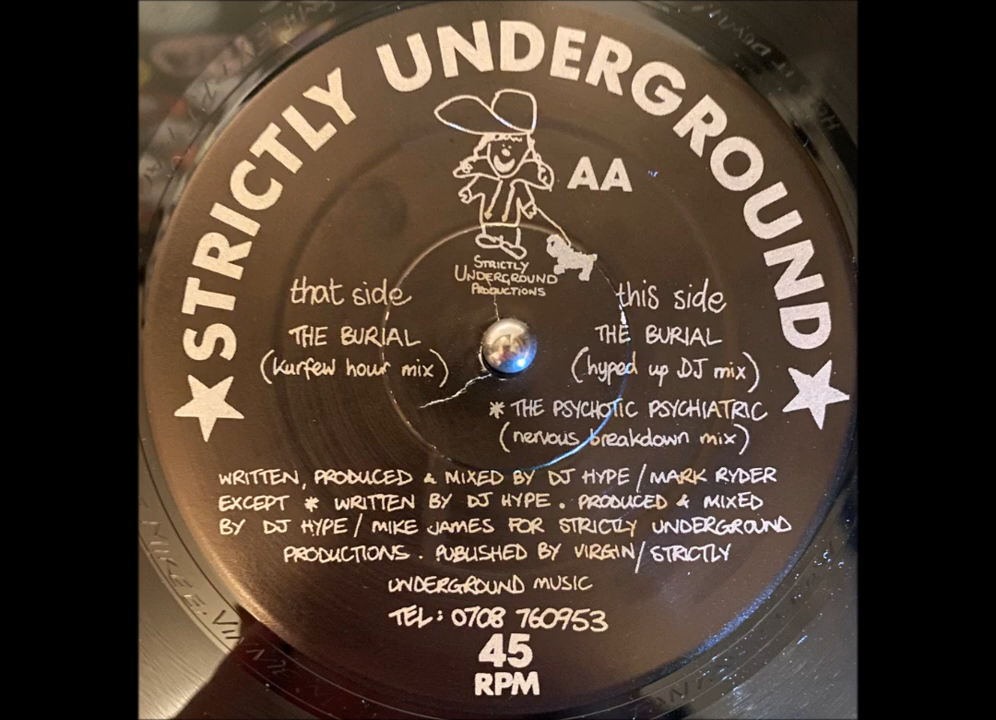 STRICTLY UNDERGROUND
AA
STRICTLY
UNDERGROUND
PRODUCTIONS
that side
THE BURIAL
(kurfew hour mix)
this side
THE BURIAL
(hyped up DJ mix)
* THE PSYCHOTIC PSYCHIATRIC
(nervous breakdown mix)
WRITTEN, PRODUCED & MIXED BY DJ HYPE / MARK RYDER
EXCEPT * WRITTEN BY DJ HYPE. PRODUCED & MIXED
BY DJ HYPE / MIKE JAMES FOR STRICTLY UNDERGROUND
PRODUCTIONS. PUBLISHED BY VIRGIN/STRICTLY
UNDERGROUND MUSIC
TEL: 0708 760953
45
RPM